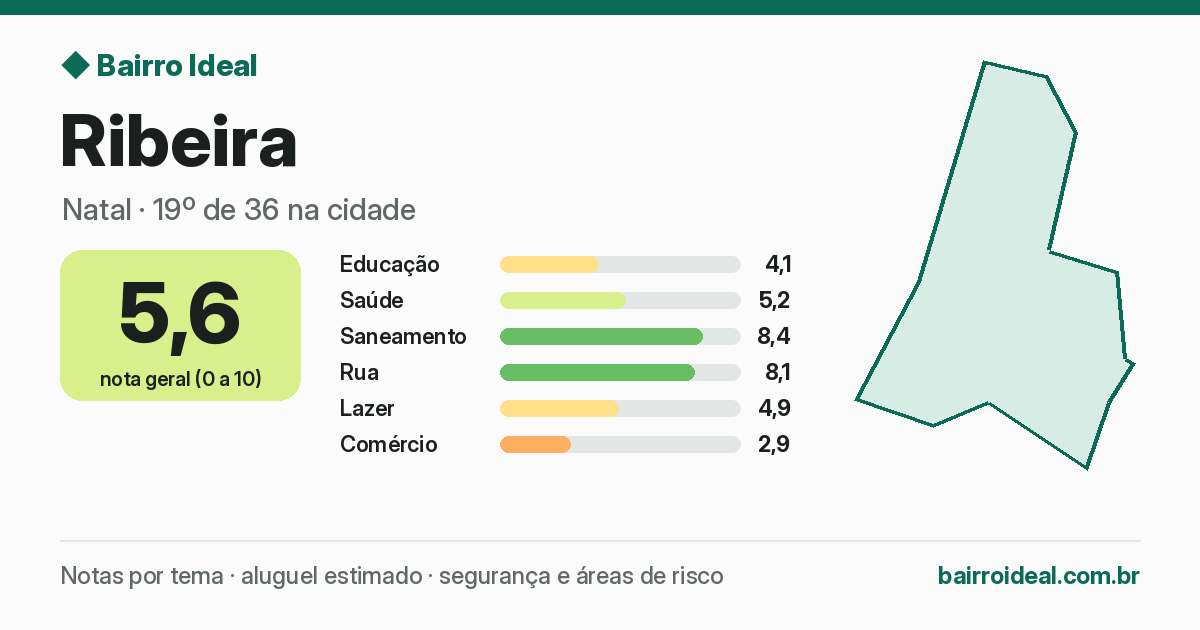 Bairro Ideal
Ribeira
Natal · 19º de 36 na cidade
5,6
nota geral (0 a 10)
Educação 4,1
Saúde 5,2
Saneamento 8,4
Rua 8,1
Lazer 4,9
Comércio 2,9
Notas por tema · aluguel estimado · segurança e áreas de risco
bairroideal.com.br